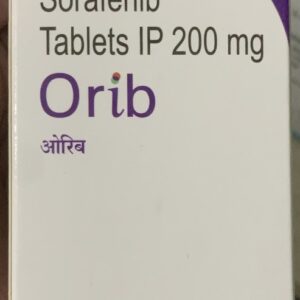 Sorafenib
Tablets IP 200 mg
Orib
ओरिब